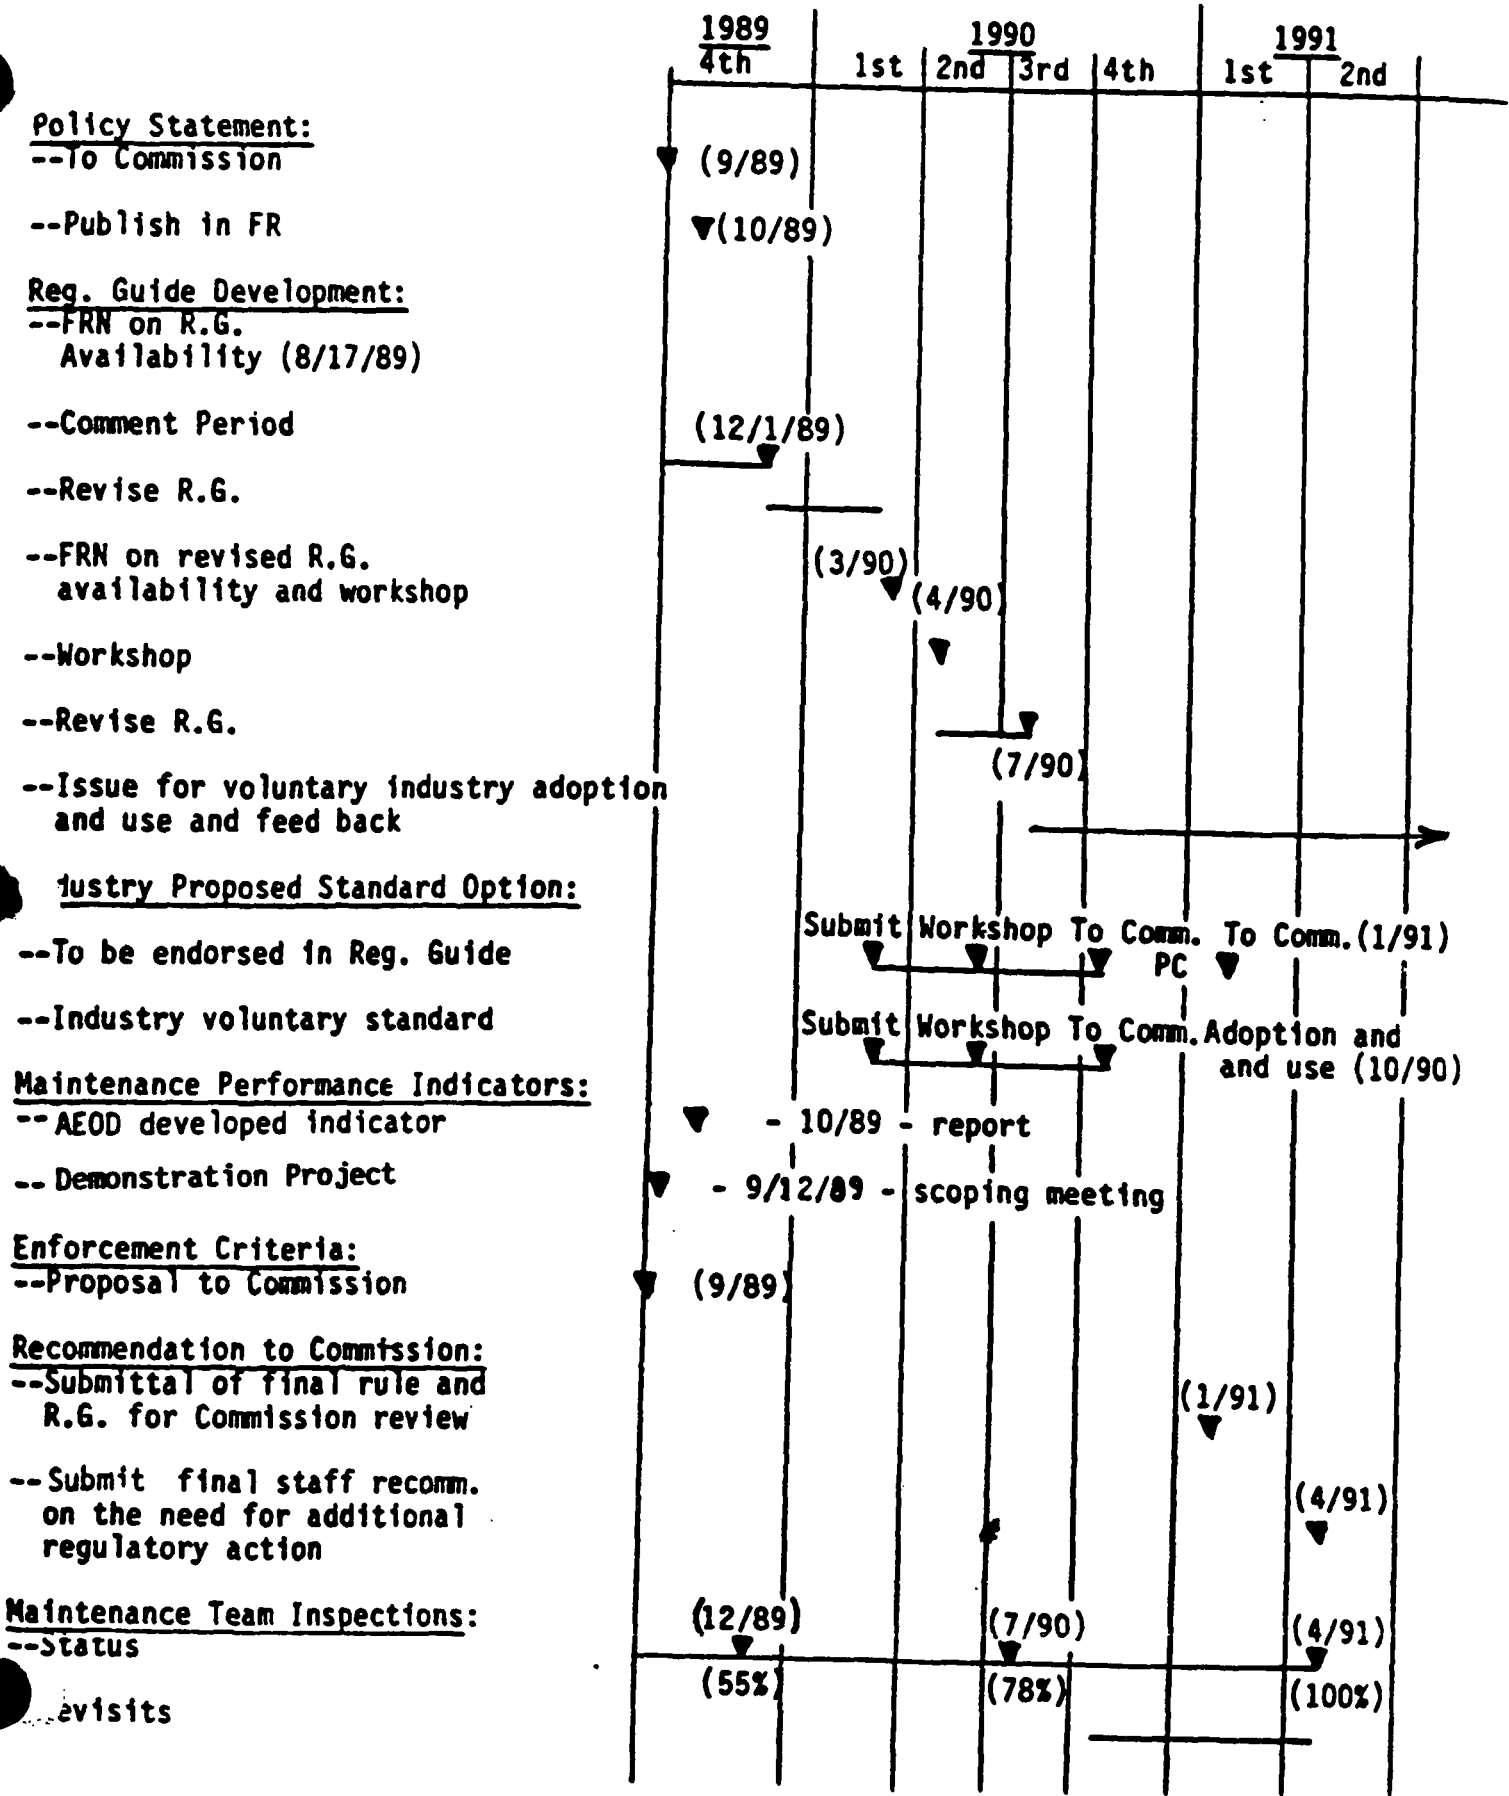 1989 1990 1991
4th 1st 2nd 3rd 4th 1st 2nd
Policy Statement:
--To Commission (9/89)
--Publish in FR (10/89)
Reg. Guide Development:
--FRN on R.G.
Availability (8/17/89)
--Comment Period (12/1/89)
--Revise R.G.
--FRN on revised R.G. (3/90)
availability and workshop (4/90)
--Workshop
--Revise R.G.
(7/90)
--Issue for voluntary industry adoption
and use and feed back
dustry Proposed Standard Option:
Submit Workshop To Comm. To Comm.(1/91)
--To be endorsed in Reg. Guide PC
--Industry voluntary standard Submit Workshop To Comm. Adoption and
and use (10/90)
Maintenance Performance Indicators:
-- AEOD developed indicator - 10/89 - report
-- Demonstration Project - 9/12/89 - scoping meeting
Enforcement Criteria:
--Proposal to Commission (9/89)
Recommendation to Commission:
--Submittal of final rule and (1/91)
R.G. for Commission review
-- Submit final staff recomm.
on the need for additional (4/91)
regulatory action
Maintenance Team Inspections: (12/89) (7/90) (4/91)
--Status
(55%) (78%) (100%)
evisits